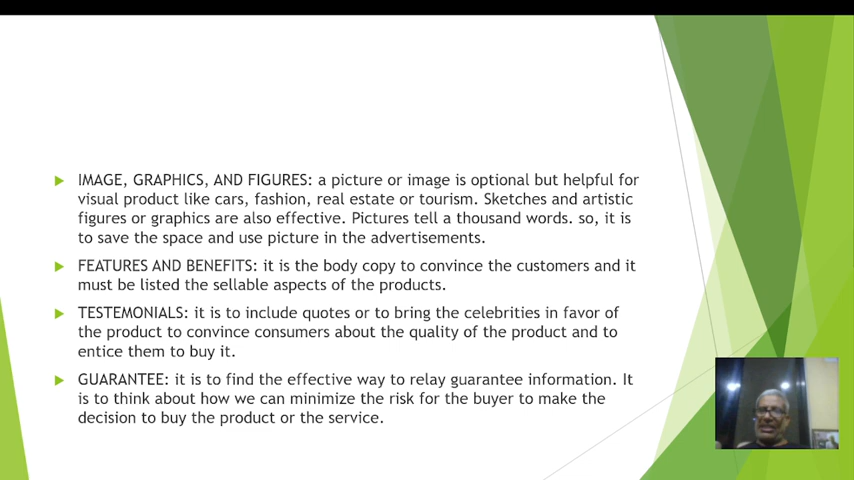 IMAGE, GRAPHICS, AND FIGURES: a picture or image is optional but helpful for
visual product like cars, fashion, real estate or tourism. Sketches and artistic
figures or graphics are also effective. Pictures tell a thousand words. so, it is
to save the space and use picture in the advertisements.
FEATURES AND BENEFITS: it is the body copy to convince the customers and it
must be listed the sellable aspects of the products.
TESTEMONIALS: it is to include quotes or to bring the celebrities in favor of
the product to convince consumers about the quality of the product and to
entice them to buy it.
GUARANTEE: it is to find the effective way to relay guarantee information. It
is to think about how we can minimize the risk for the buyer to make the
decision to buy the product or the service.